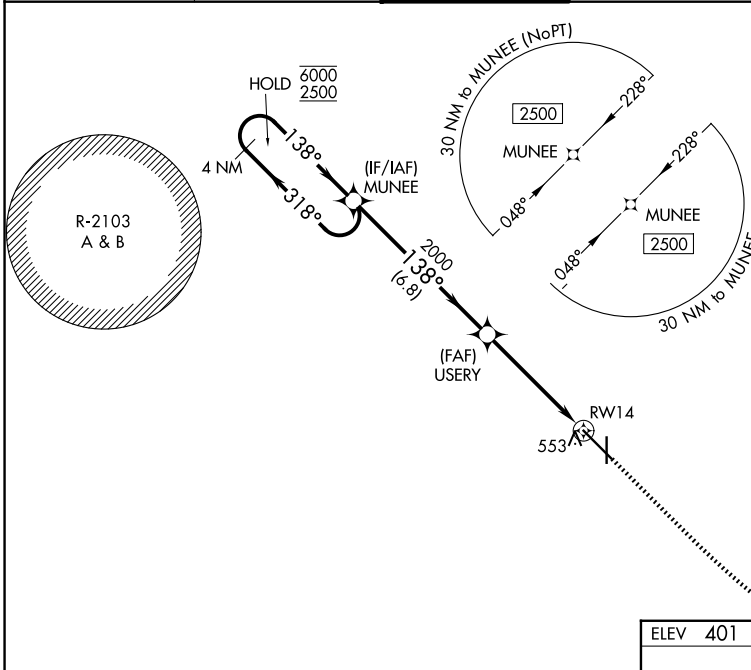 HOLD
6000
2500
138°
4 NM
(IF/IAF)
MUNEE
318°
R-2103
A & B
2000
138°
(6.8)
(FAF)
USERY
RW14
553
30 NM to MUNEE (NoPT)
2500
228°
MUNEE
048°
228°
MUNEE
2500
048°
30 NM to MUNEE
ELEV 401